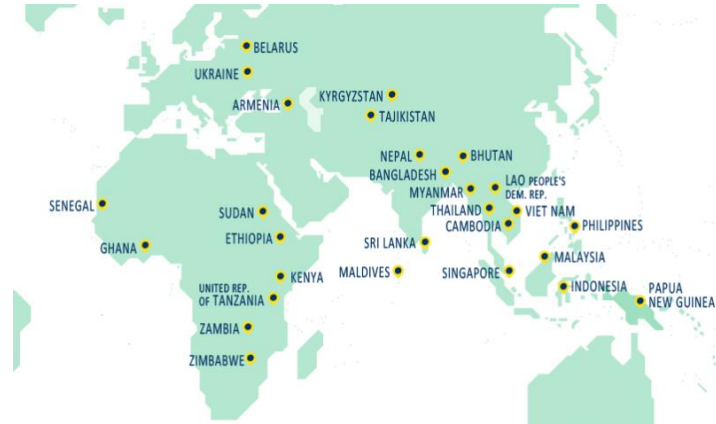 BELARUS
UKRAINE
ARMENIA
KYRGYZSTAN
TAJIKISTAN
NEPAL
BHUTAN
BANGLADESH
MYANMAR
LAO PEOPLE'S
DEM. REP.
THAILAND
VIET NAM
CAMBODIA
PHILIPPINES
SENEGAL
SUDAN
GHANA
ETHIOPIA
SRI LANKA
MALAYSIA
KENYA
MALDIVES
SINGAPORE
INDONESIA
PAPUA
NEW GUINEA
UNITED REP.
OF TANZANIA
ZAMBIA
ZIMBABWE